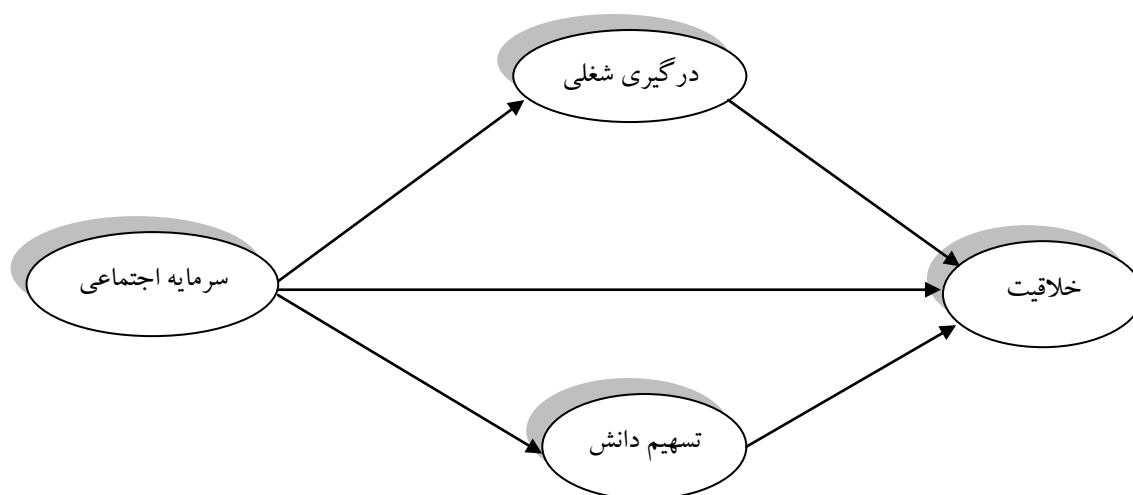 درگیری شغلی
سرمایه اجتماعی
خلاقیت
تسهیم دانش